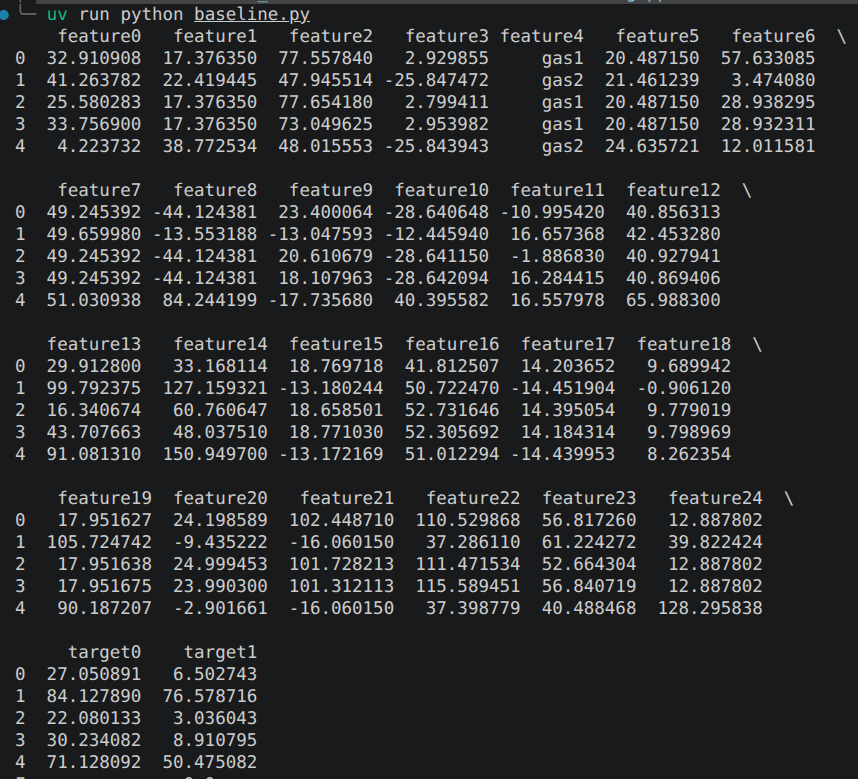 uv run python baseline.py
feature0 feature1 feature2 feature3 feature4 feature5 feature6 \
0 32.910908 17.376350 77.557840 2.929855 gas1 20.487150 57.633085
1 41.263782 22.419445 47.945514 -25.847472 gas2 21.461239 3.474080
2 25.580283 17.376350 77.654180 2.799411 gas1 20.487150 28.938295
3 33.756900 17.376350 73.049625 2.953982 gas1 20.487150 28.932311
4 4.223732 38.772534 48.015553 -25.843943 gas2 24.635721 12.011581
feature7 feature8 feature9 feature10 feature11 feature12 \
0 49.245392 -44.124381 23.400064 -28.640648 -10.995420 40.856313
1 49.659980 -13.553188 -13.047593 -12.445940 16.657368 42.453280
2 49.245392 -44.124381 20.610679 -28.641150 -1.886830 40.927941
3 49.245392 -44.124381 18.107963 -28.642094 16.284415 40.869406
4 51.030938 84.244199 -17.735680 40.395582 16.557978 65.988300
feature13 feature14 feature15 feature16 feature17 feature18 \
0 29.912800 33.168114 18.769718 41.812507 14.203652 9.689942
1 99.792375 127.159321 -13.180244 50.722470 -14.451904 -0.906120
2 16.340674 60.760647 18.658501 52.731646 14.395054 9.779019
3 43.707663 48.037510 18.771030 52.305692 14.184314 9.798969
4 91.081310 150.949700 -13.172169 51.012294 -14.439953 8.262354
feature19 feature20 feature21 feature22 feature23 feature24 \
0 17.951627 24.198589 102.448710 110.529868 56.817260 12.887802
1 105.724742 -9.435222 -16.060150 37.286110 61.224272 39.822424
2 17.951638 24.999453 101.728213 111.471534 52.664304 12.887802
3 17.951675 23.990300 101.312113 115.589451 56.840719 12.887802
4 90.187207 -2.901661 -16.060150 37.398779 40.488468 128.295838
target0 target1
0 27.050891 6.502743
1 84.127890 76.578716
2 22.080133 3.036043
3 30.234082 8.910795
4 71.128092 50.475082